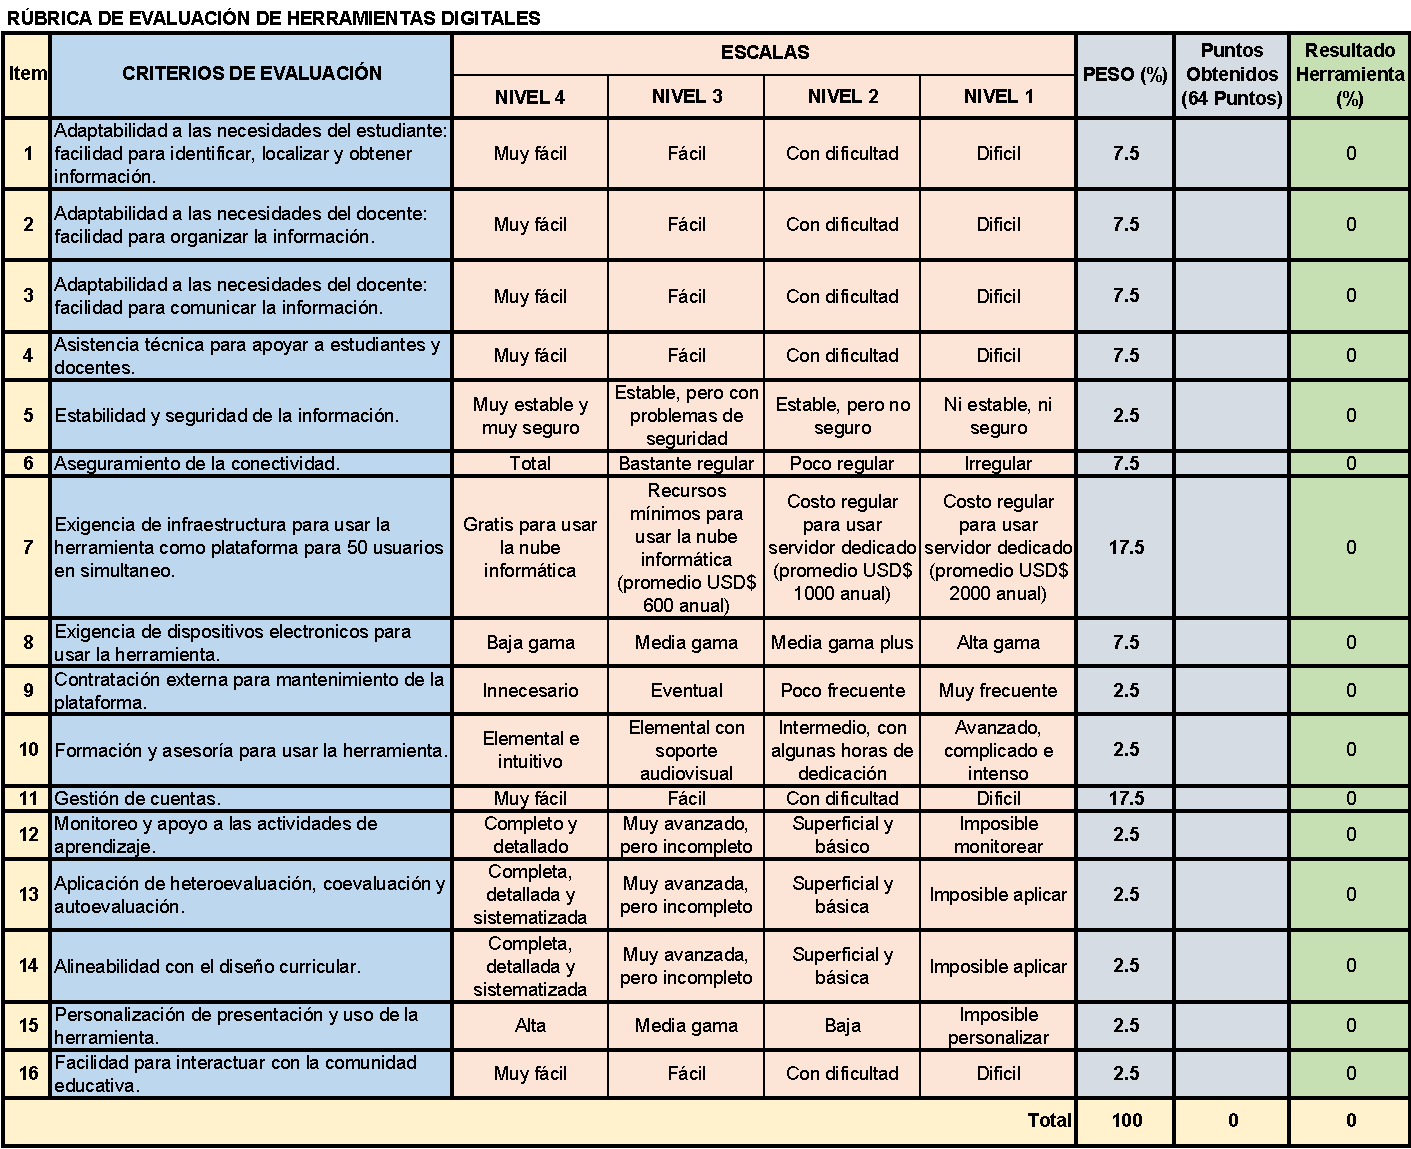 RÚBRICA DE EVALUACIÓN DE HERRAMIENTAS DIGITALES
Item
CRITERIOS DE EVALUACIÓN
ESCALAS
NIVEL 4
NIVEL 3
NIVEL 2
NIVEL 1
PESO (%)
Puntos
Obtenidos
(64 Puntos)
Resultado
Herramienta
(%)
1
Adaptabilidad a las necesidades del estudiante:
facilidad para identificar, localizar y obtener
información.
Muy fácil
Fácil
Con dificultad
Dificil
7.5
0
2
Adaptabilidad a las necesidades del docente:
facilidad para organizar la información.
Muy fácil
Fácil
Con dificultad
Dificil
7.5
0
3
Adaptabilidad a las necesidades del docente:
facilidad para comunicar la información.
Muy fácil
Fácil
Con dificultad
Dificil
7.5
0
4
Asistencia técnica para apoyar a estudiantes y
docentes.
Muy fácil
Fácil
Con dificultad
Dificil
7.5
0
5
Estabilidad y seguridad de la información.
Muy estable y
muy seguro
Estable, pero con
problemas de
seguridad
Estable, pero no
seguro
Ni estable, ni
seguro
2.5
0
6
Aseguramiento de la conectividad.
Total
Bastante regular
Poco regular
Irregular
7.5
0
7
Exigencia de infraestructura para usar la
herramienta como plataforma para 50 usuarios
en simultaneo.
Gratis para usar
la nube
informática
Recursos
mínimos para
usar la nube
informática
(promedio USD$
600 anual)
Costo regular
para usar
servidor dedicado
(promedio USD$
1000 anual)
Costo regular
para usar
servidor dedicado
(promedio USD$
2000 anual)
17.5
0
8
Exigencia de dispositivos electronicos para
usar la herramienta.
Baja gama
Media gama
Media gama plus
Alta gama
7.5
0
9
Contratación externa para mantenimiento de la
plataforma.
Innecesario
Eventual
Poco frecuente
Muy frecuente
2.5
0
10
Formación y asesoría para usar la herramienta.
Elemental e
intuitivo
Elemental con
soporte
audiovisual
Intermedio, con
algunas horas de
dedicación
Avanzado,
complicado e
intenso
2.5
0
11
Gestión de cuentas.
Muy fácil
Fácil
Con dificultad
Dificil
17.5
0
12
Monitoreo y apoyo a las actividades de
aprendizaje.
Completo y
detallado
Muy avanzado,
pero incompleto
Superficial y
básico
Imposible
monitorear
2.5
0
13
Aplicación de heteroevaluación, coevaluación y
autoevaluación.
Completa,
detallada y
sistematizada
Muy avanzada,
pero incompleto
Superficial y
básica
Imposible aplicar
2.5
0
14
Alineabilidad con el diseño curricular.
Completa,
detallada y
sistematizada
Muy avanzada,
pero incompleto
Superficial y
básica
Imposible aplicar
2.5
0
15
Personalización de presentación y uso de la
herramienta.
Alta
Media gama
Baja
Imposible
personalizar
2.5
0
16
Facilidad para interactuar con la comunidad
educativa.
Muy fácil
Fácil
Con dificultad
Dificil
2.5
0
Total
100
0
0